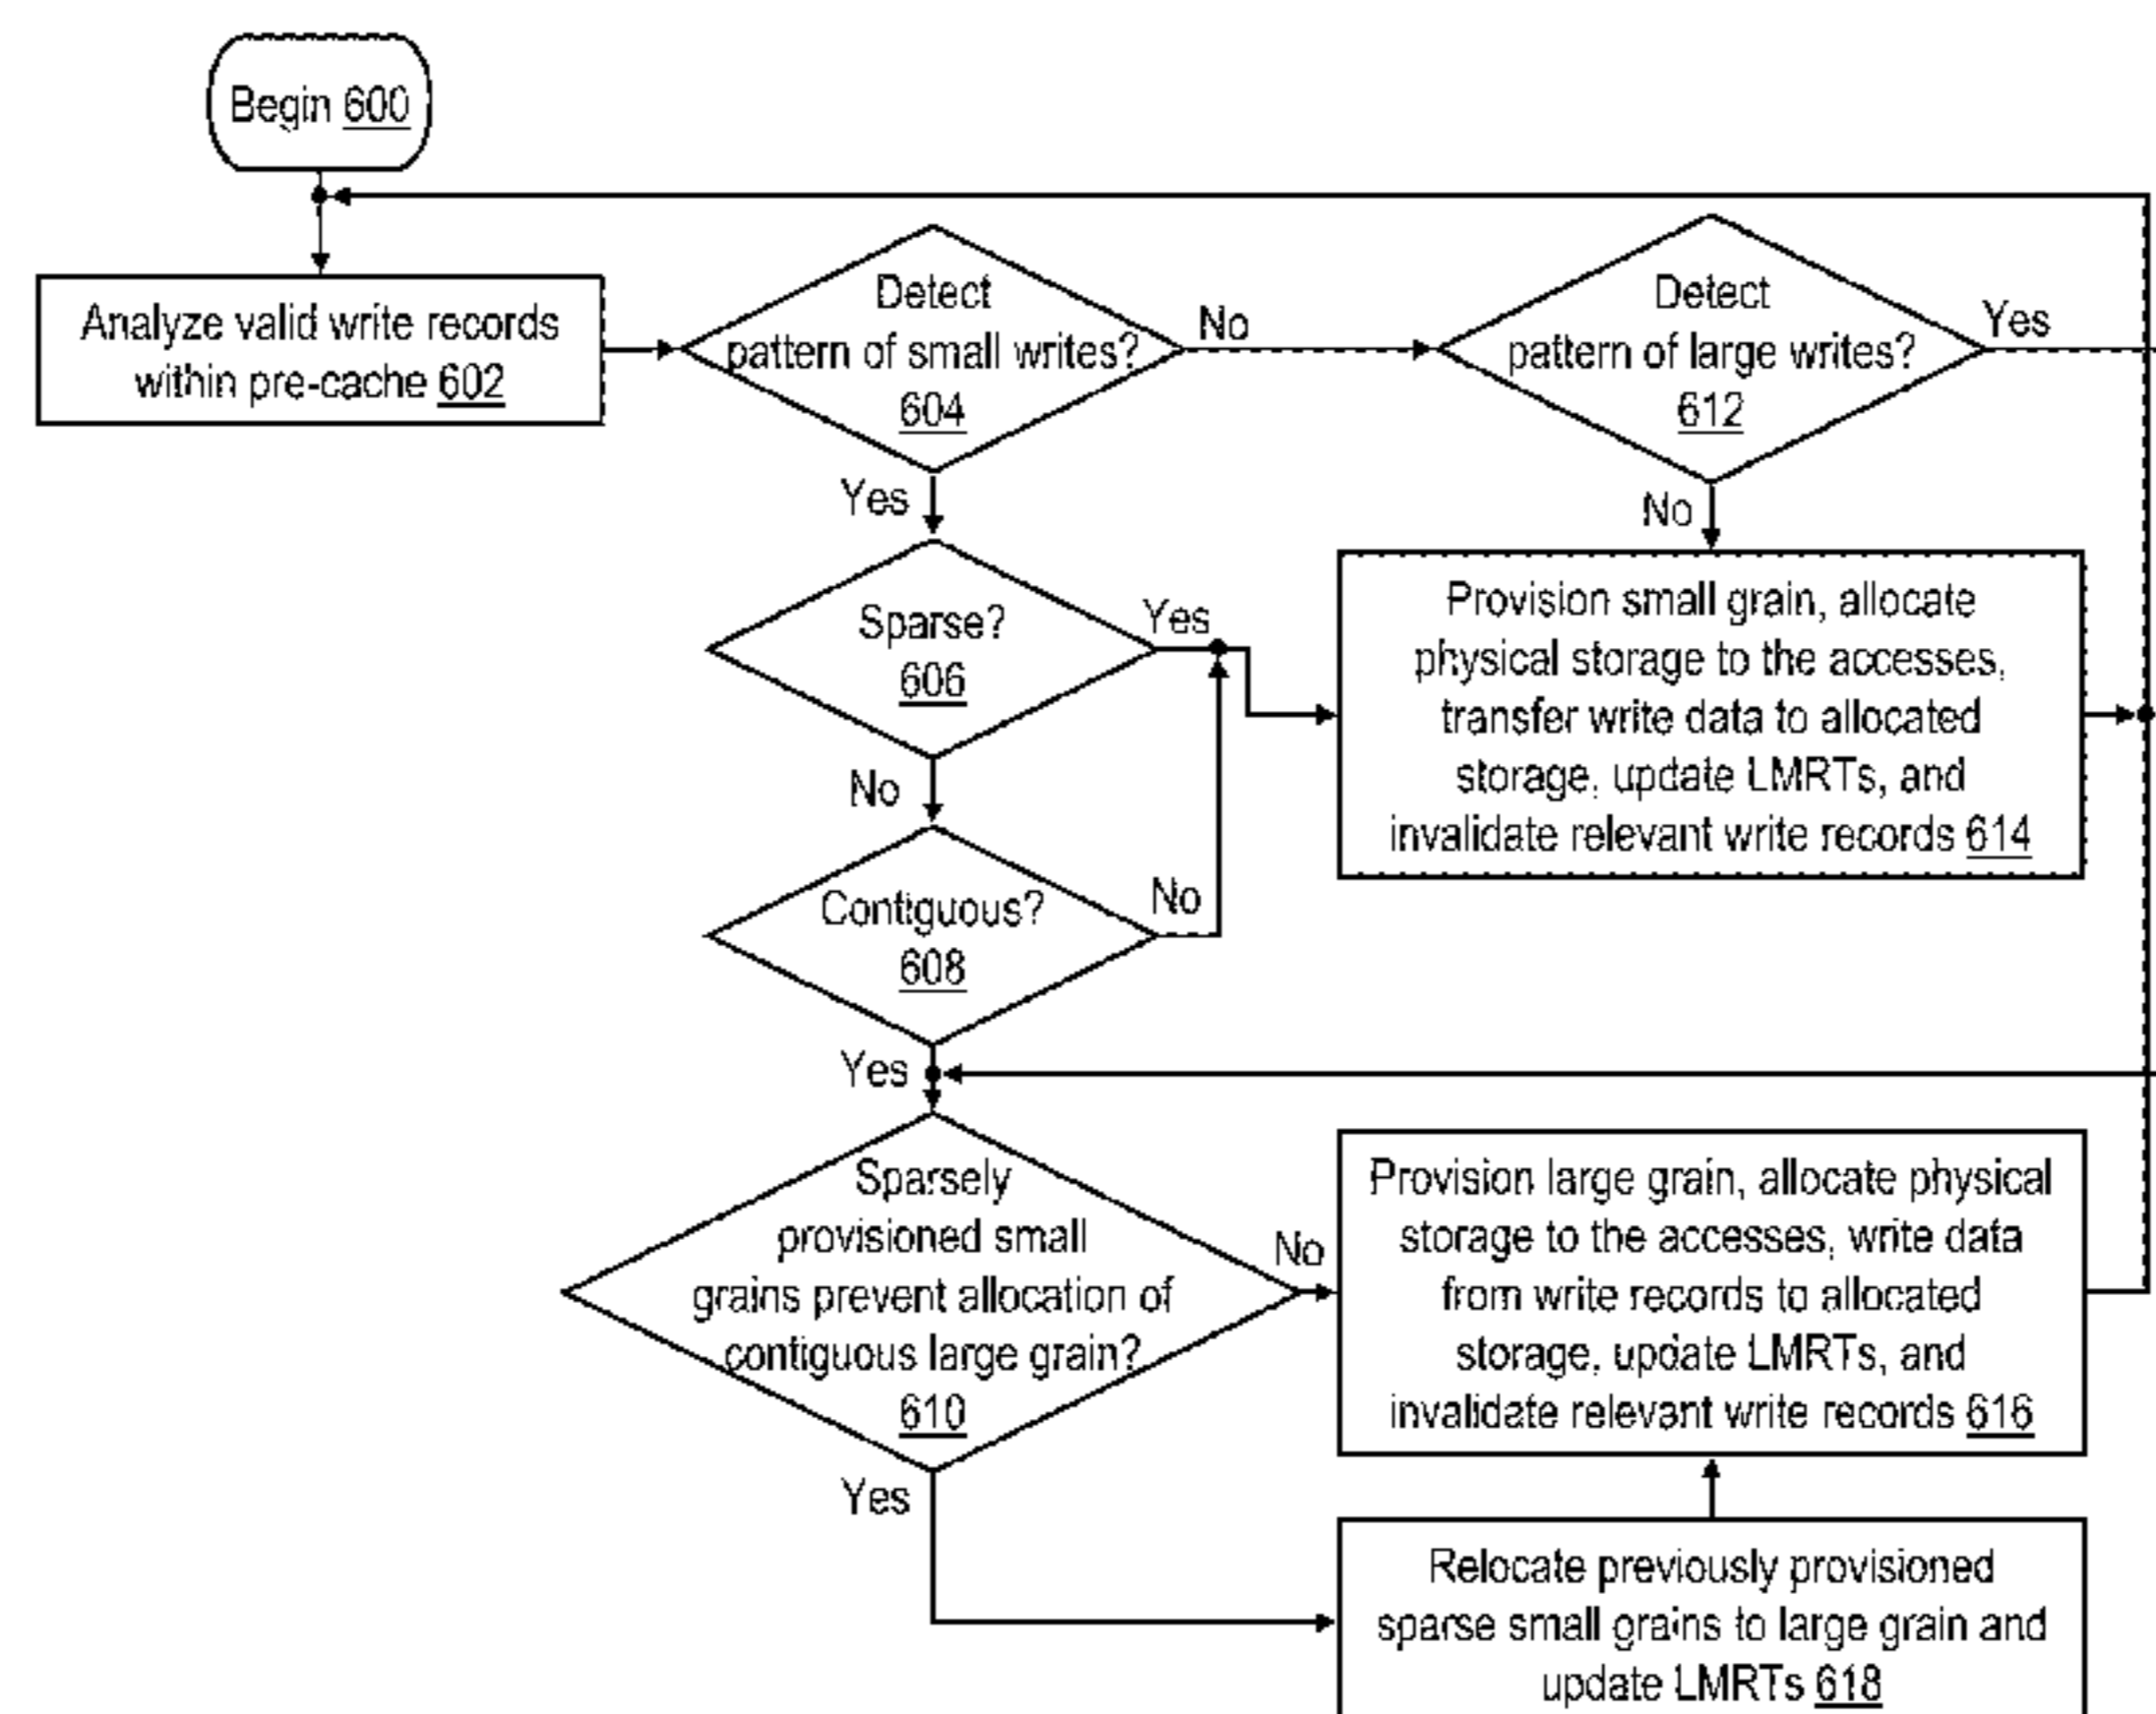 Begin 600
Analyze valid write records
within pre-cache 602
Detect
pattern of small writes?
604
No
Detect
pattern of large writes?
612
Yes
Yes
No
Sparse?
606
Yes
Provision small grain, allocate
physical storage to the accesses,
transfer write data to allocated
storage, update LMRTs, and
invalidate relevant write records 614
No
Contiguous?
608
No
Yes
Sparsely
provisioned small
grains prevent allocation of
contiguous large grain?
610
No
Provision large grain, allocate physical
storage to the accesses, write data
from write records to allocated
storage, update LMRTs, and
invalidate relevant write records 616
Yes
Relocate previously provisioned
sparse small grains to large grain and
update LMRTs 618